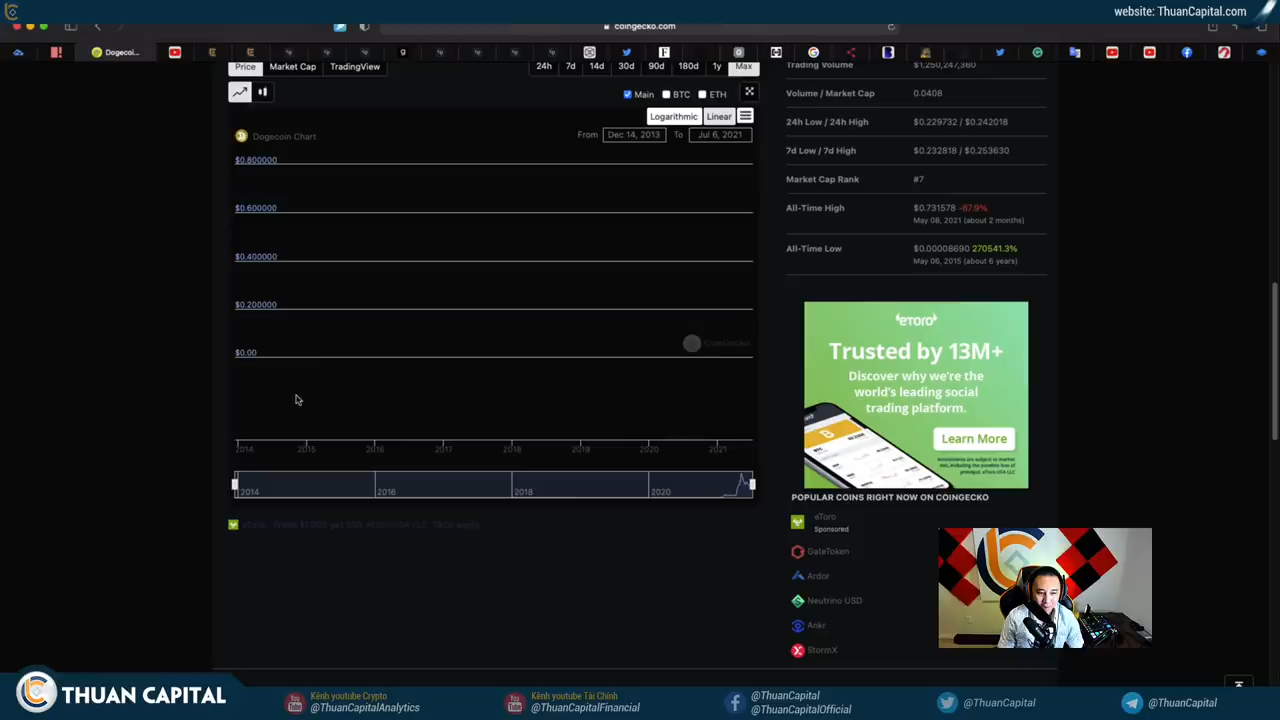 website: ThuanCapital.com
coingecko.com
Dogecoi...
Price
Market Cap
TradingView
24h
7d
14d
30d
90d
180d
1y
Max
Main
BTC
ETH
Logarithmic
Linear
Dogecoin Chart
From
Dec 14, 2013
To
Jul 6, 2021
$0.800000
$0.600000
$0.400000
$0.200000
$0.00
CoinGecko
2014
2015
2016
2017
2018
2019
2020
2021
2014
2016
2018
2020
Trading Volume
$1,250,247,360
Volume / Market Cap
0.0408
24h Low / 24h High
$0.229732 / $0.242018
7d Low / 7d High
$0.232818 / $0.253630
Market Cap Rank
#7
All-Time High
$0.731578 -67.9%
May 08, 2021 (about 2 months)
All-Time Low
$0.00008690 270541.3%
May 06, 2015 (about 6 years)
eToro
Trusted by 13M+
Discover why we're the
world's leading social
trading platform.
Learn More
POPULAR COINS RIGHT NOW ON COINGECKO
eToro
Sponsored
GateToken
Ardor
Neutrino USD
Ankr
StormX
THUAN CAPITAL
Kênh youtube Crypto
@ThuanCapitalAnalytics
Kênh youtube Tài Chính
@ThuanCapitalFinancial
@ThuanCapital
@ThuanCapitalOfficial
@ThuanCapital
@ThuanCapital